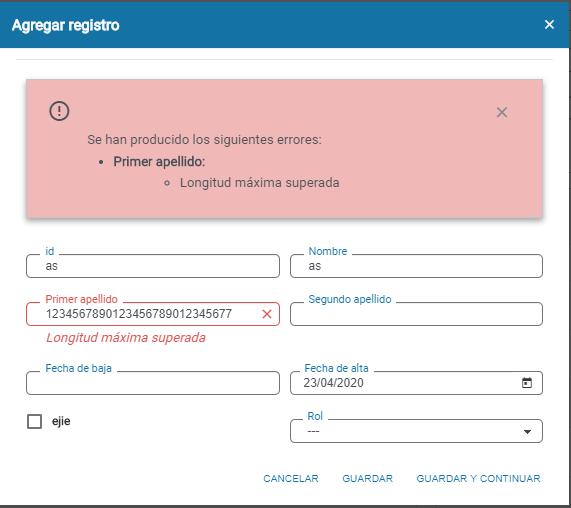 Agregar registro
Se han producido los siguientes errores:
Primer apellido:
Longitud máxima superada
id
as
Nombre
as
Primer apellido
1234567890123456789012345677
Segundo apellido
Longitud máxima superada
Fecha de baja
Fecha de alta
23/04/2020
ejie
Rol
---
CANCELAR
GUARDAR
GUARDAR Y CONTINUAR